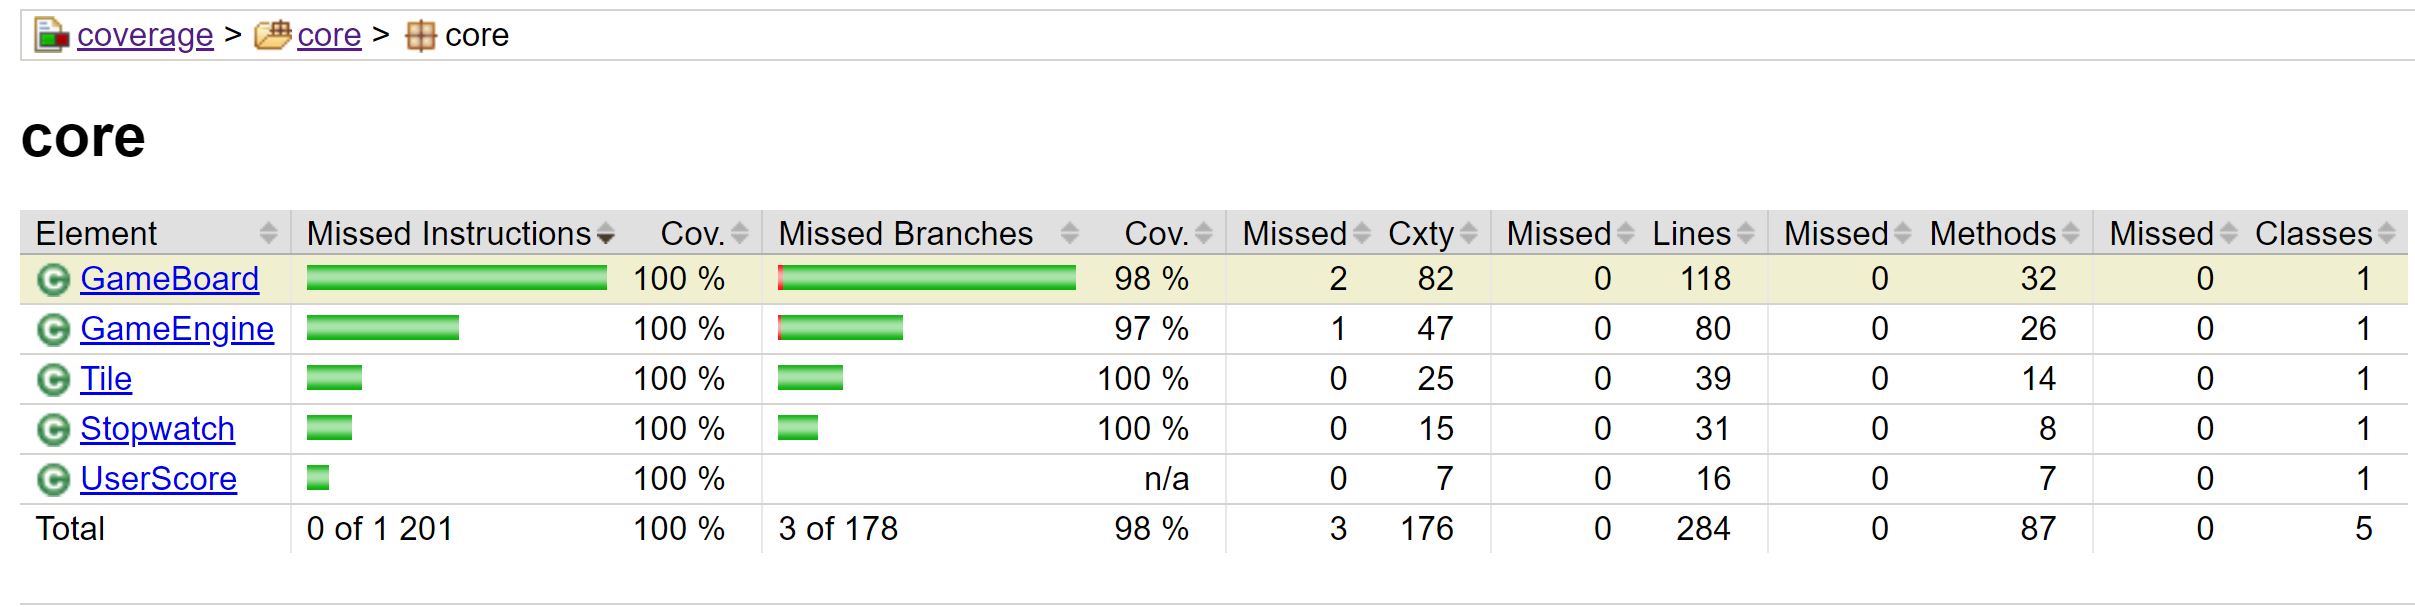 coverage > core > core
core
Element Missed Instructions Cov. Missed Branches Cov. Missed Cxty Missed Lines Missed Methods Missed Classes
GameBoard 100 % 98 % 2 82 0 118 0 32 0 1
GameEngine 100 % 97 % 1 47 0 80 0 26 0 1
Tile 100 % 100 % 0 25 0 39 0 14 0 1
Stopwatch 100 % 100 % 0 15 0 31 0 8 0 1
UserScore 100 % n/a 0 7 0 16 0 7 0 1
Total 0 of 1 201 100 % 3 of 178 98 % 3 176 0 284 0 87 0 5